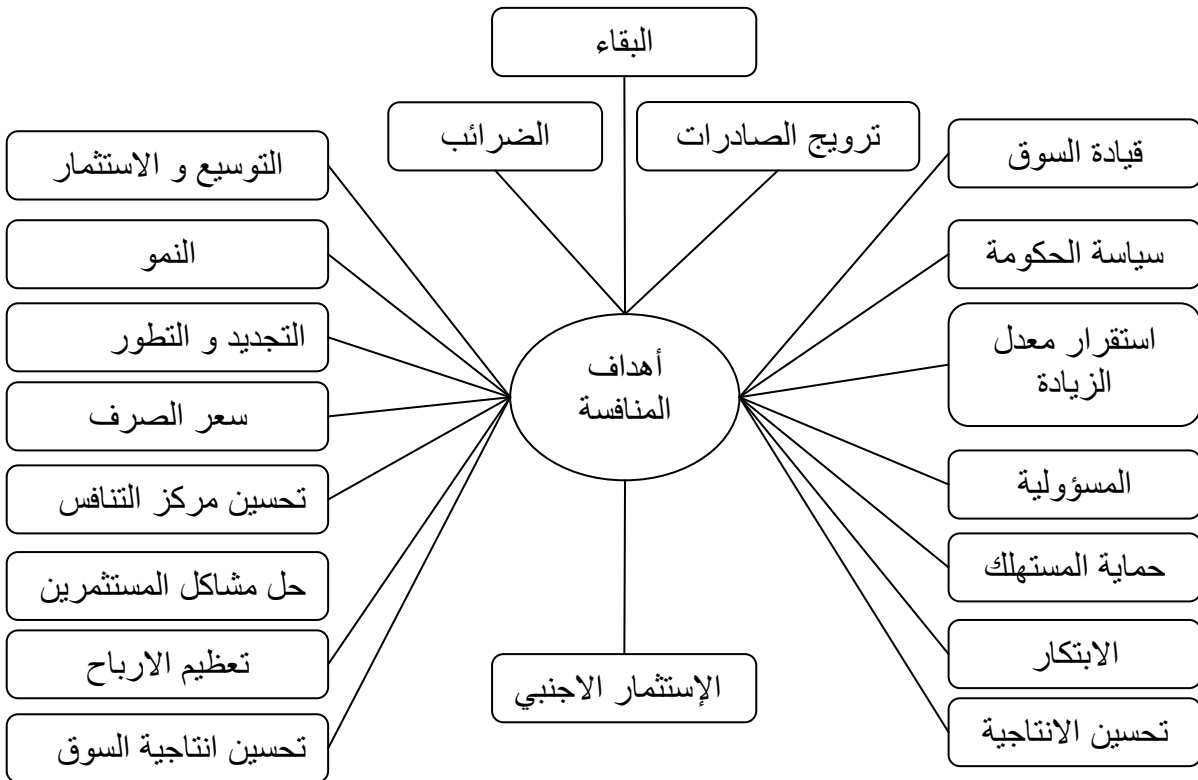 البقاء
ترويج الصادرات
الضرائب
قيادة السوق
سياسة الحكومة
استقرار معدل
الزيادة
المسؤولية
حماية المستهلك
الابتكار
تحسين الانتاجية
أهداف
المنافسة
الإستثمار الاجنبي
التوسيع و الاستثمار
النمو
التجديد و التطور
سعر الصرف
تحسين مركز التنافس
حل مشاكل المستثمرين
تعظيم الارباح
تحسين انتاجية السوق